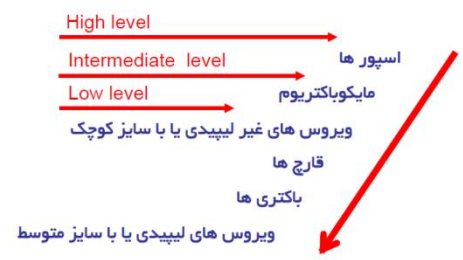 High level
اسپور ها
Intermediate level
مایکوباکتریوم
Low level
ویروس های غیر لیپیدی یا با سایز کوچک
قارچ ها
باکتری ها
ویروس های لیپیدی یا با سایز متوسط